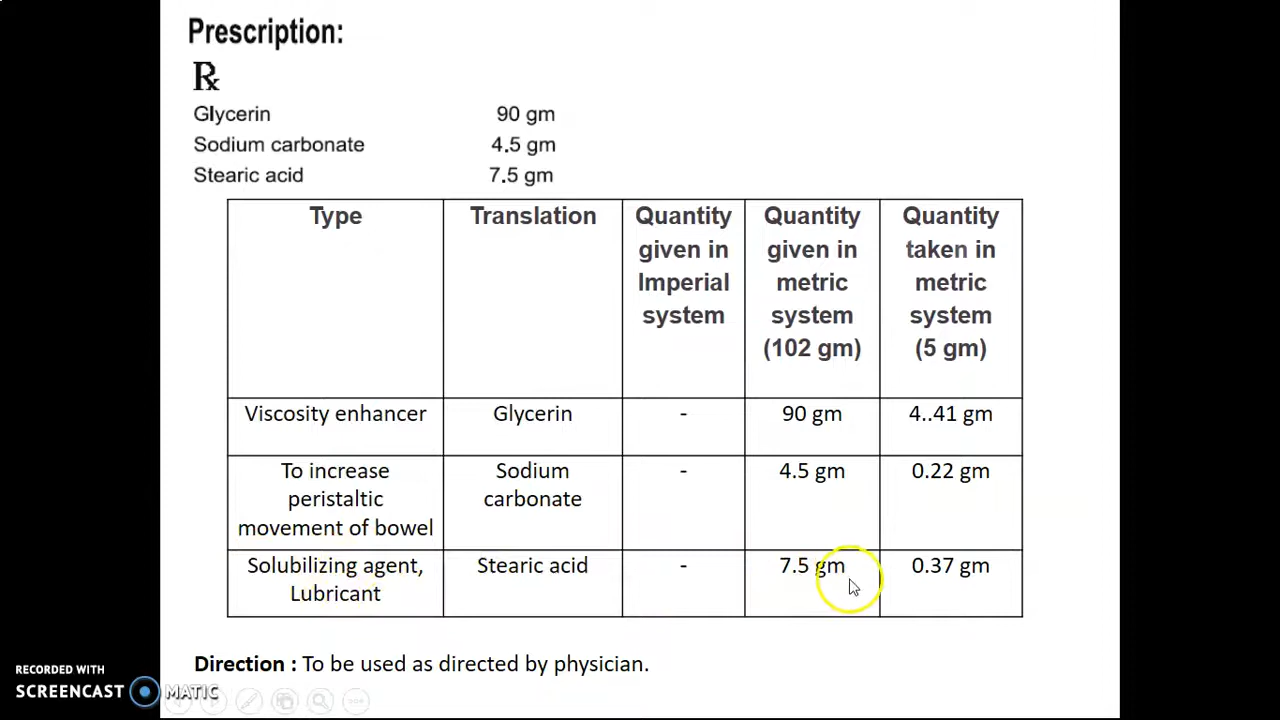 Prescription:
℞
Glycerin 90 gm
Sodium carbonate 4.5 gm
Stearic acid 7.5 gm
Type Translation Quantity given in Imperial system Quantity given in metric system (102 gm) Quantity taken in metric system (5 gm)
Viscosity enhancer Glycerin - 90 gm 4..41 gm
To increase peristaltic movement of bowel Sodium carbonate - 4.5 gm 0.22 gm
Solubilizing agent, Lubricant Stearic acid - 7.5 gm 0.37 gm
Direction : To be used as directed by physician.
RECORDED WITH
SCREENCAST MATIC